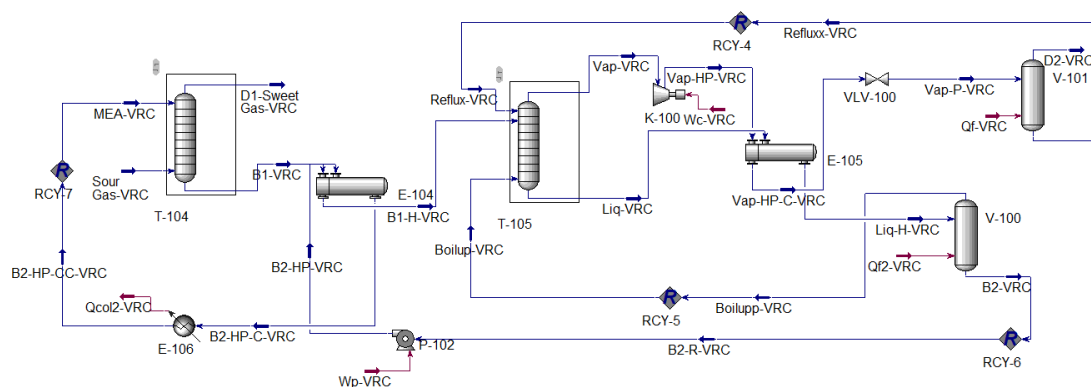 R
RCY-4
Refluxx-VRC
D2-VRC
V-101
Vap-VRC
Vap-HP-VRC
D1-Sweet
Gas-VRC
MEA-VRC
Reflux-VRC
K-100
Wc-VRC
VLV-100
Vap-P-VRC
Qf-VRC
R
RCY-7
Sour
Gas-VRC
B1-VRC
T-104
E-104
B1-H-VRC
T-105
Liq-VRC
E-105
Vap-HP-C-VRC
V-100
Liq-H-VRC
Boilup-VRC
B2-HP-VRC
Qf2-VRC
B2-HP-CC-VRC
B2-VRC
Qcol2-VRC
R
RCY-5
Boilupp-VRC
E-106
B2-HP-C-VRC
P-102
B2-R-VRC
R
RCY-6
Wp-VRC